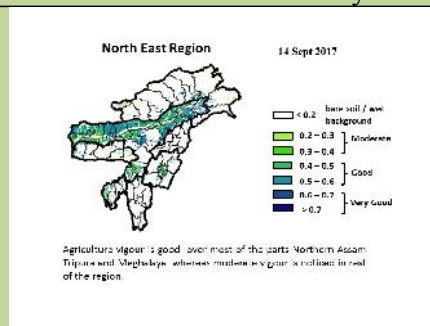 North East Region
14 Sept 2017
< 0.2 bare soil / wet
background
0.2 – 0.3
Moderate
0.3 – 0.4
0.4 – 0.5
Good
0.5 – 0.6
0.6 – 0.7
Very Good
> 0.7
Agriculture vigour is good over most of the parts Northern Assam
Tripura and Meghalaya whereas moderate vigour is noticed in rest
of the region.